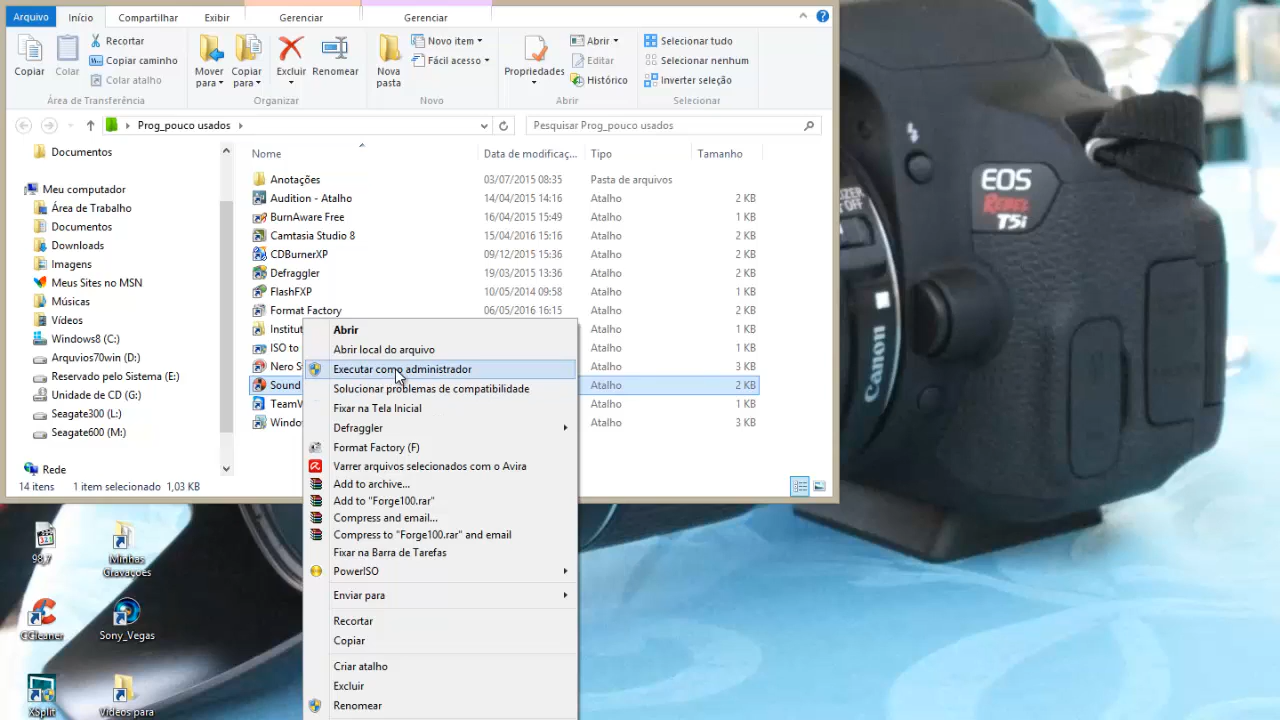 Arquivo Início Compartilhar Exibir Gerenciar Gerenciar
Copiar
Colar
Recortar
Copiar caminho
Colar atalho
Área de Transferência
Mover para
Copiar para
Excluir
Renomear
Organizar
Nova pasta
Novo item
Fácil acesso
Novo
Propriedades
Abrir
Editar
Histórico
Abrir
Selecionar tudo
Selecionar nenhum
Inverter seleção
Selecionar
Prog_pouco usados
Pesquisar Prog_pouco usados
Documentos
Meu computador
Área de Trabalho
Documentos
Downloads
Imagens
Meus Sites no MSN
Músicas
Vídeos
Windows8 (C:)
Arquvios70win (D:)
Reservado pelo Sistema (E:)
Unidade de CD (G:)
Seagate300 (L:)
Seagate600 (M:)
Rede
Nome Data de modificaç... Tipo Tamanho
Anotações 03/07/2015 08:35 Pasta de arquivos
Audition - Atalho 14/04/2015 14:16 Atalho 2 KB
BurnAware Free 16/04/2015 15:49 Atalho 1 KB
Camtasia Studio 8 15/04/2016 15:16 Atalho 2 KB
CDBurnerXP 09/12/2015 15:36 Atalho 2 KB
Defraggler 19/03/2015 13:36 Atalho 2 KB
FlashFXP 10/05/2014 09:58 Atalho 1 KB
Format Factory 06/05/2016 16:15 Atalho 2 KB
Institut Atalho 1 KB
ISO to Atalho 2 KB
Nero S Atalho 3 KB
Sound Atalho 2 KB
TeamV Atalho 1 KB
Windo Atalho 3 KB
14 itens 1 item selecionado 1,03 KB
Abrir
Abrir local do arquivo
Executar como administrador
Solucionar problemas de compatibilidade
Fixar na Tela Inicial
Defraggler
Format Factory (F)
Varrer arquivos selecionados com o Avira
Add to archive...
Add to "Forge100.rar"
Compress and email...
Compress to "Forge100.rar" and email
Fixar na Barra de Tarefas
PowerISO
Enviar para
Recortar
Copiar
Criar atalho
Excluir
Renomear
98,7
Minhas Gravações
CCleaner
Sony_Vegas
XSplit
Vídeos para
EOS
REBEL
T5i
Canon
OFF